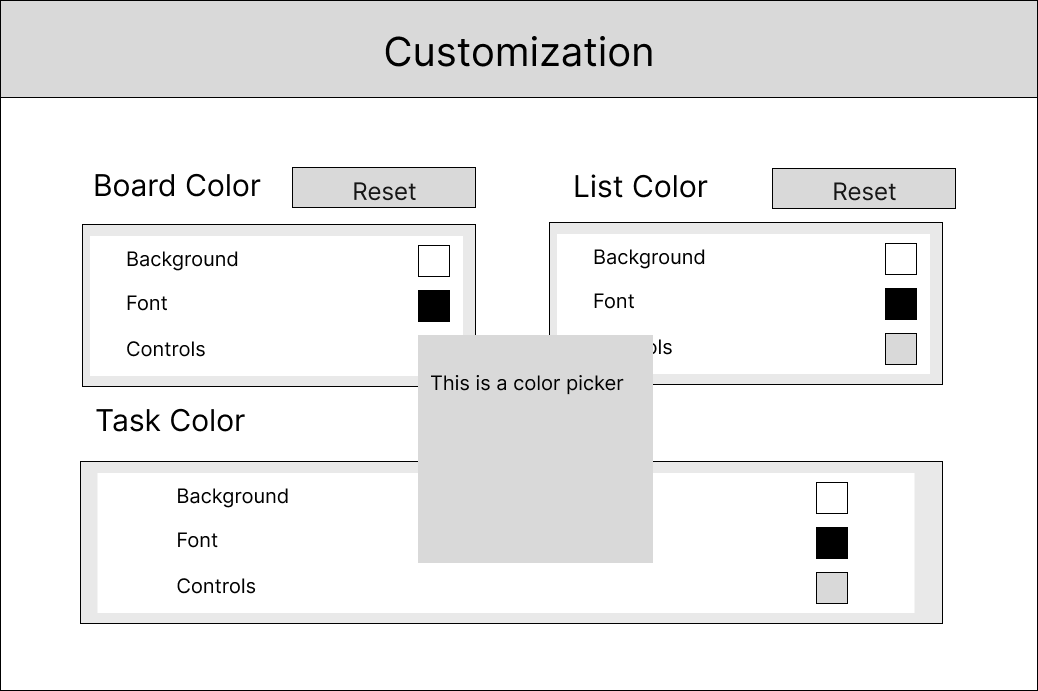 Customization
Board Color
Reset
List Color
Reset
Background
Font
Controls
Background
Font
ols
This is a color picker
Task Color
Background
Font
Controls